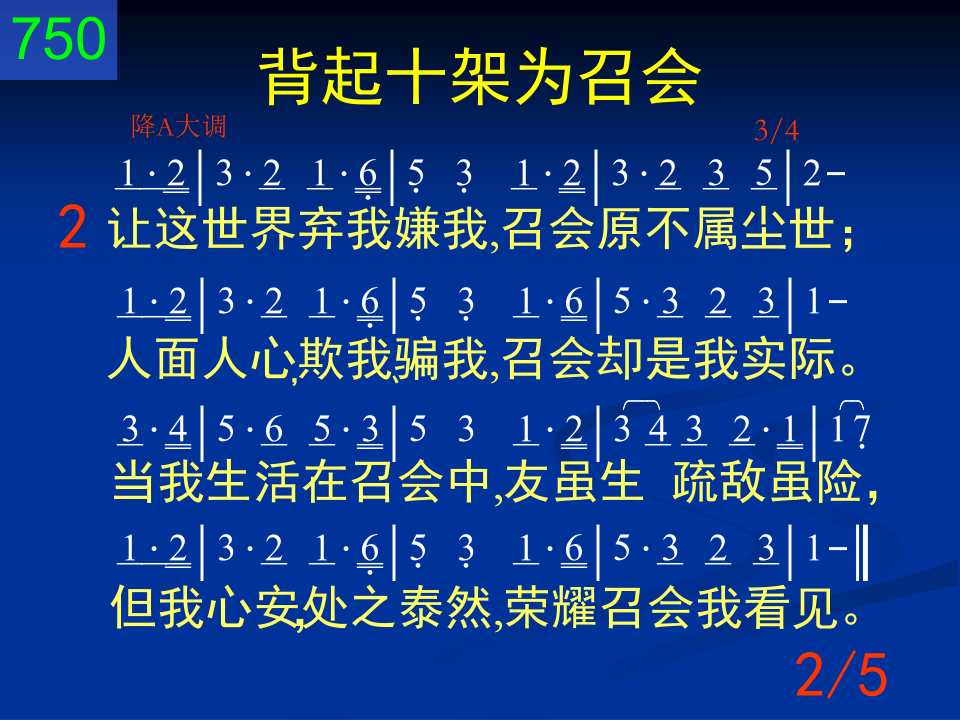 750
背起十架为召会
降A大调 3/4
1·2|3·2 1·6|5 3 1·2|3·2 3 5|2-
2 让这世界弃我嫌我,召会原不属尘世；
1·2|3·2 1·6|5 3 1·6|5·3 2 3|1-
人面人心,欺我、骗我,召会却是我实际。
3·4|5·6 5·3|5 3 1·2|3 4 3 2·1|1 7
当我生活在召会中,友虽生 疏敌虽险，
1·2|3·2 1·6|5 3 1·6|5·3 2 3|1-‖
但我心安,处之泰然,荣耀召会我看见。
2/5